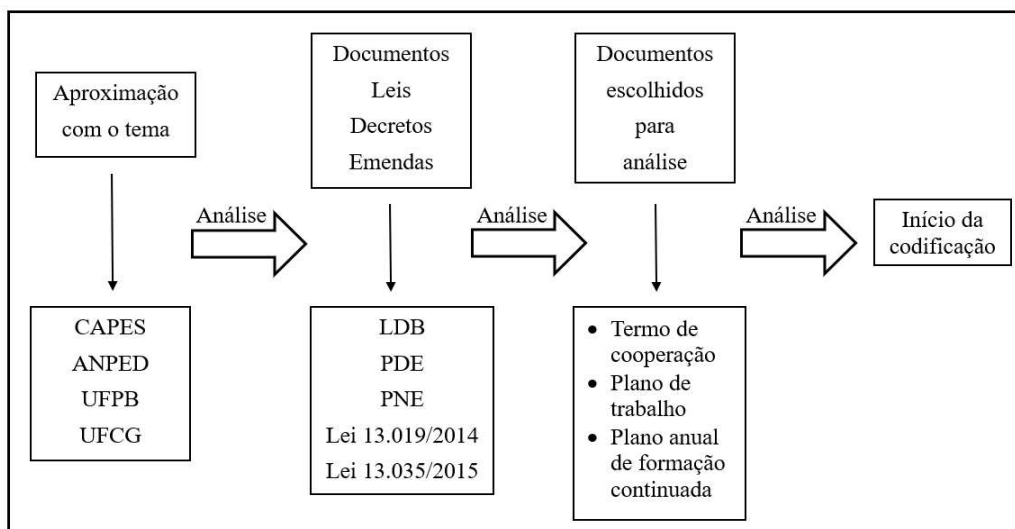 Aproximação
com o tema
CAPES
ANPED
UFPB
UFCG
Análise
Documentos
Leis
Decretos
Emendas
LDB
PDE
PNE
Lei 13.019/2014
Lei 13.035/2015
Análise
Documentos
escolhidos
para
análise
• Termo de
cooperação
• Plano de
trabalho
• Plano anual
de formação
continuada
Análise
Início da
codificação